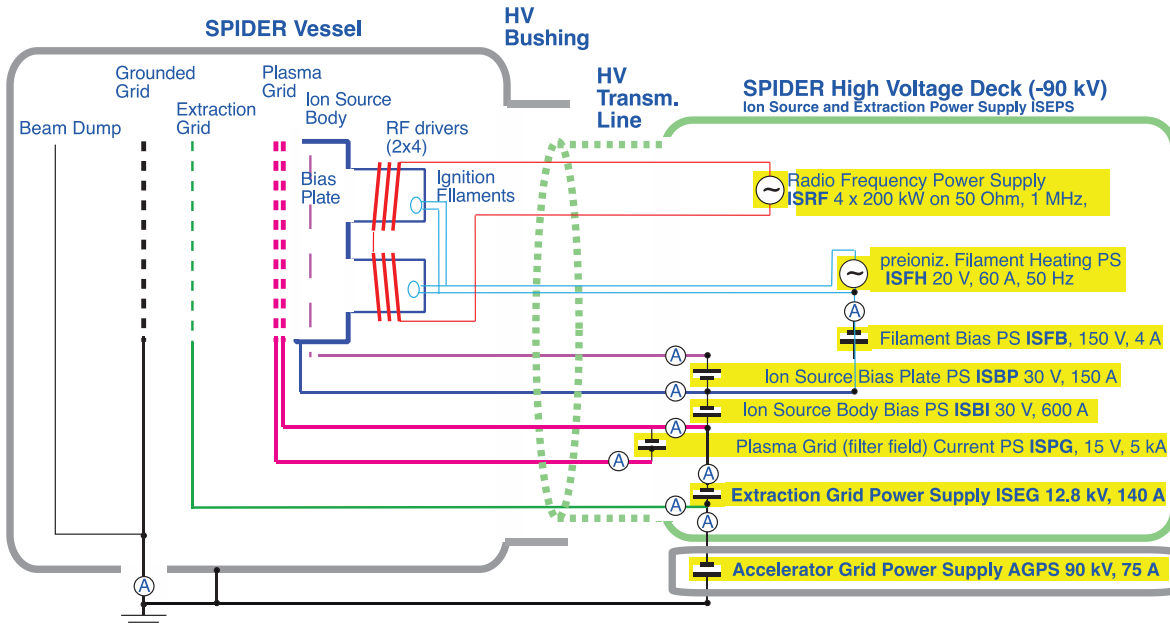 SPIDER Vessel
HV
Bushing
HV
Transm.
Line
SPIDER High Voltage Deck (-90 kV)
Ion Source and Extraction Power Supply ISEPS
Grounded
Grid
Plasma
Grid
Extraction
Grid
Ion Source
Body
Beam Dump
RF drivers
(2x4)
Bias
Plate
Ignition
FIlaments
Radio Frequency Power Supply
ISRF 4 x 200 kW on 50 Ohm, 1 MHz,
preioniz. Filament Heating PS
ISFH 20 V, 60 A, 50 Hz
A
Filament Bias PS ISFB, 150 V, 4 A
A
Ion Source Bias Plate PS ISBP 30 V, 150 A
A
Ion Source Body Bias PS ISBI 30 V, 600 A
A
Plasma Grid (filter field) Current PS ISPG, 15 V, 5 kA
A
A
Extraction Grid Power Supply ISEG 12.8 kV, 140 A
A
A
Accelerator Grid Power Supply AGPS 90 kV, 75 A
A